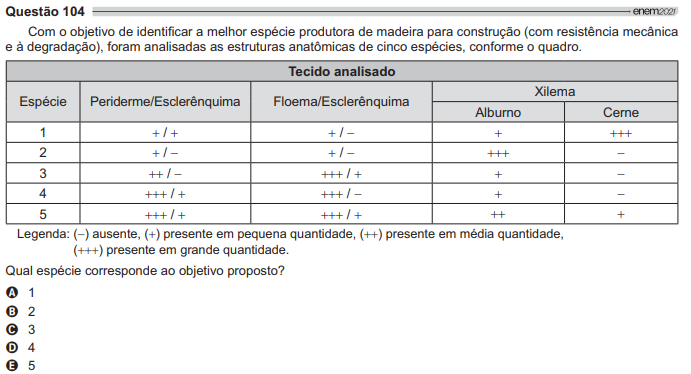 Questão 104
enem2021
Com o objetivo de identificar a melhor espécie produtora de madeira para construção (com resistência mecânica
e à degradação), foram analisadas as estruturas anatômicas de cinco espécies, conforme o quadro.
Tecido analisado
Espécie Periderme/Esclerênquima Floema/Esclerênquima Xilema
Alburno Cerne
1 + / + + / − + +++
2 + / − + / − +++ −
3 ++ / − +++ / + + −
4 +++ / + +++ / − + −
5 +++ / + +++ / + ++ +
Legenda: (−) ausente, (+) presente em pequena quantidade, (++) presente em média quantidade,
(+++) presente em grande quantidade.
Qual espécie corresponde ao objetivo proposto?
A 1
B 2
C 3
D 4
E 5